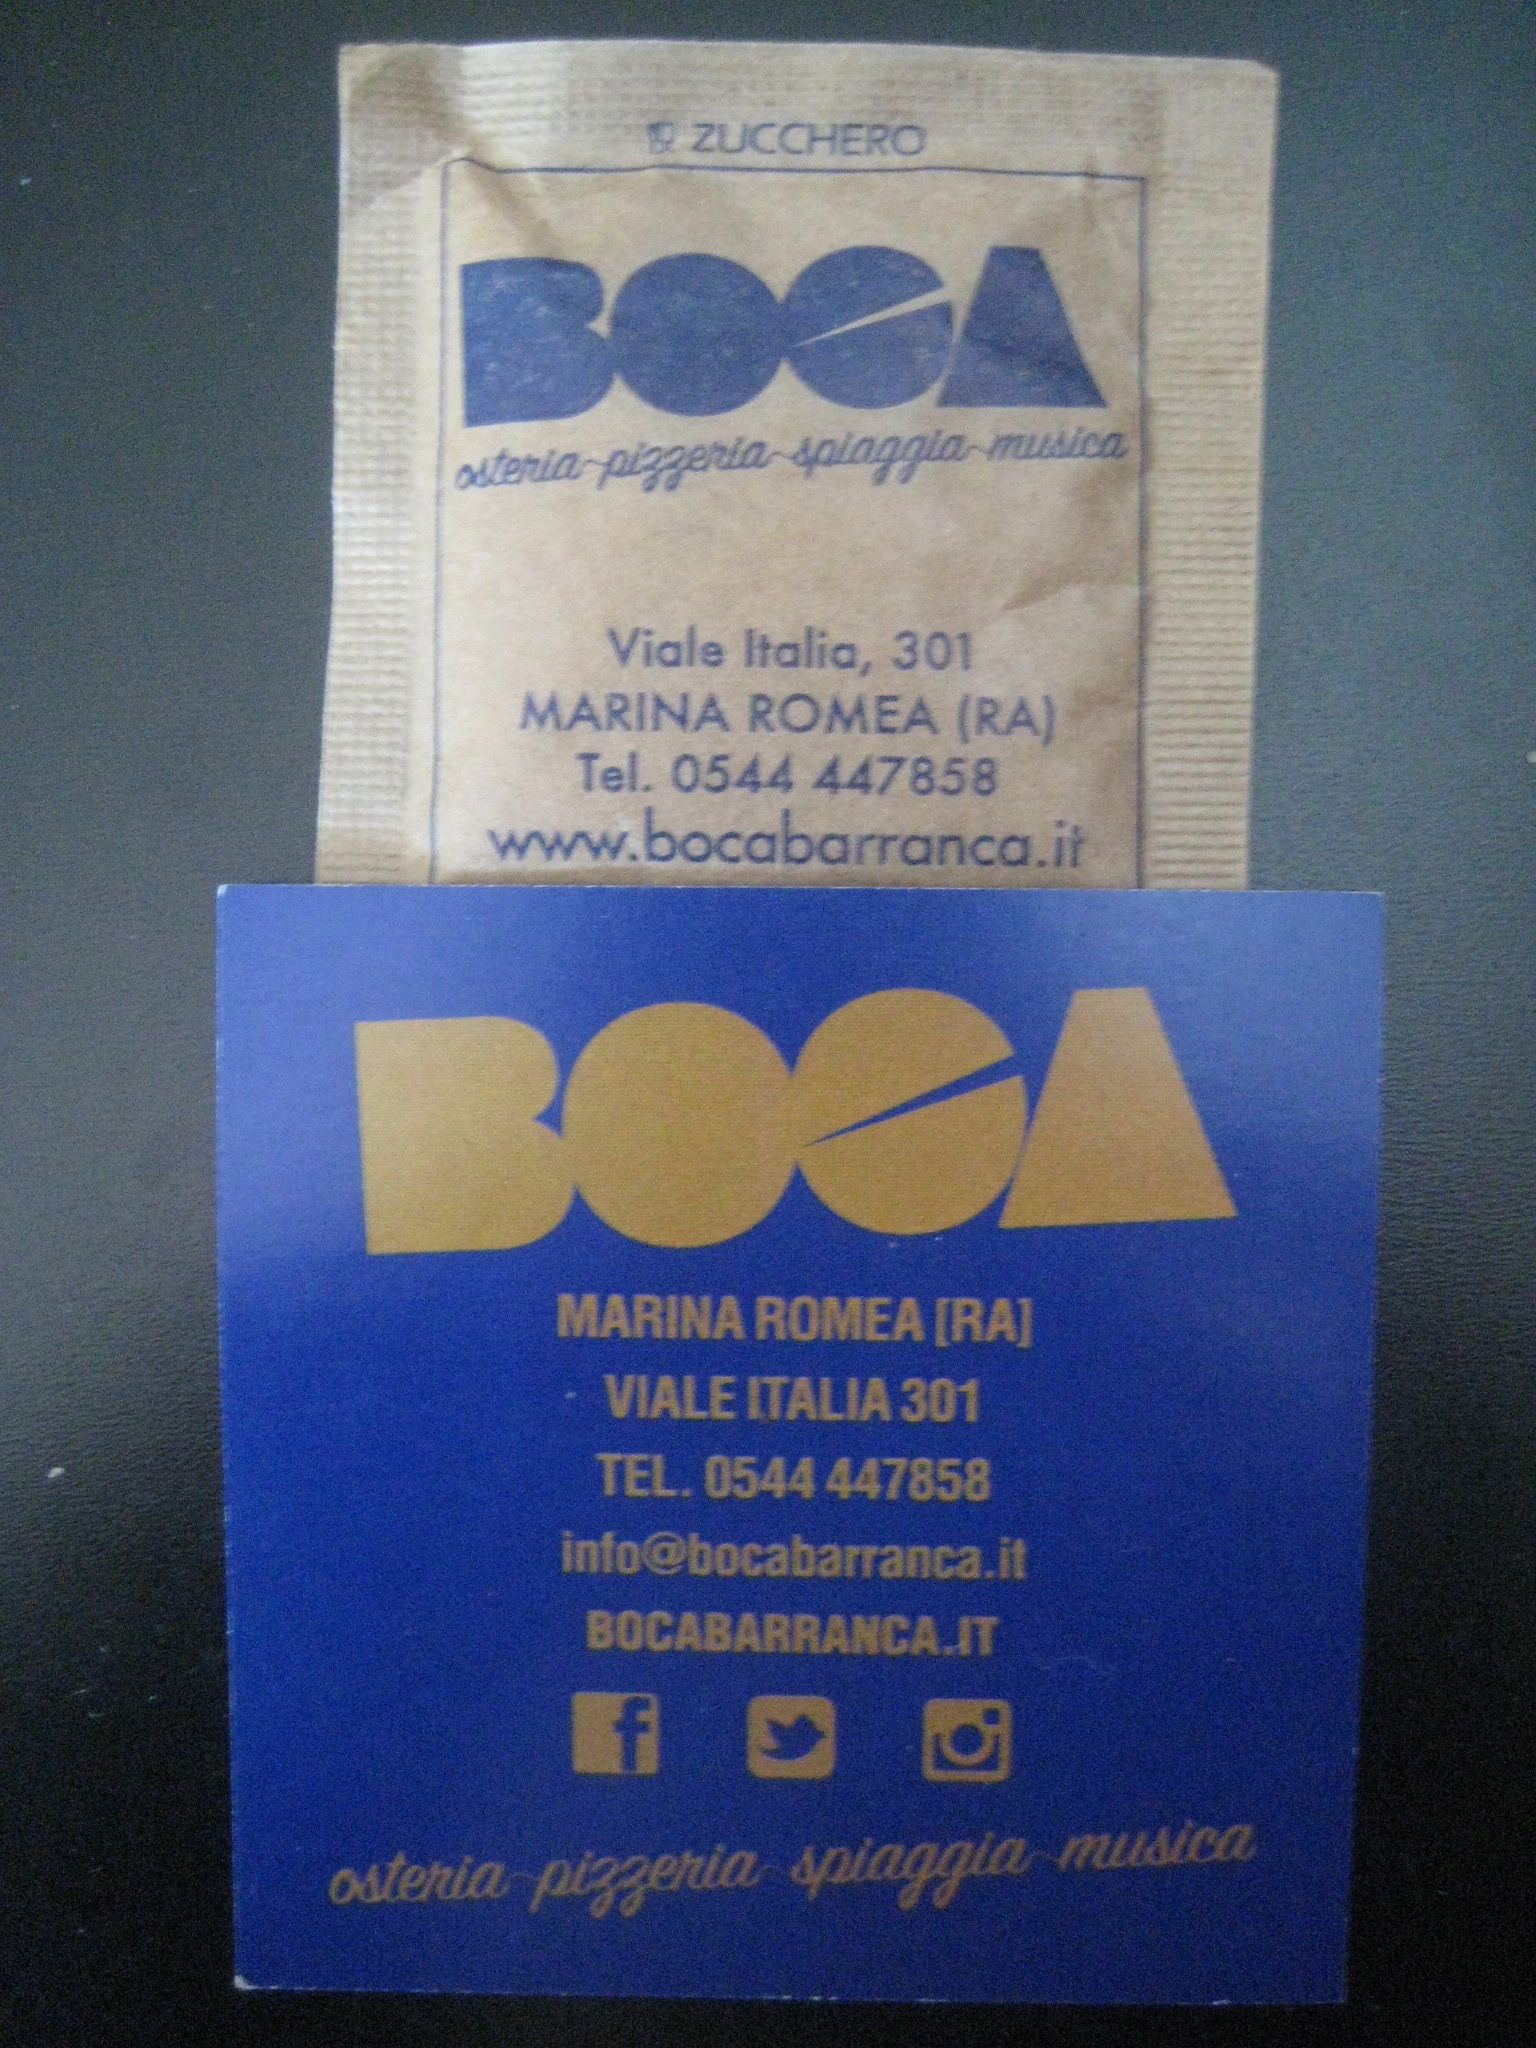 ZUCCHERO
BOCA
osteria~pizzeria~spiaggia~musica
Viale Italia, 301
MARINA ROMEA (RA)
Tel. 0544 447858
www.bocabarranca.it
BOCA
MARINA ROMEA [RA]
VIALE ITALIA 301
TEL. 0544 447858
info@bocabarranca.it
BOCABARRANCA.IT
osteria~pizzeria~spiaggia~musica